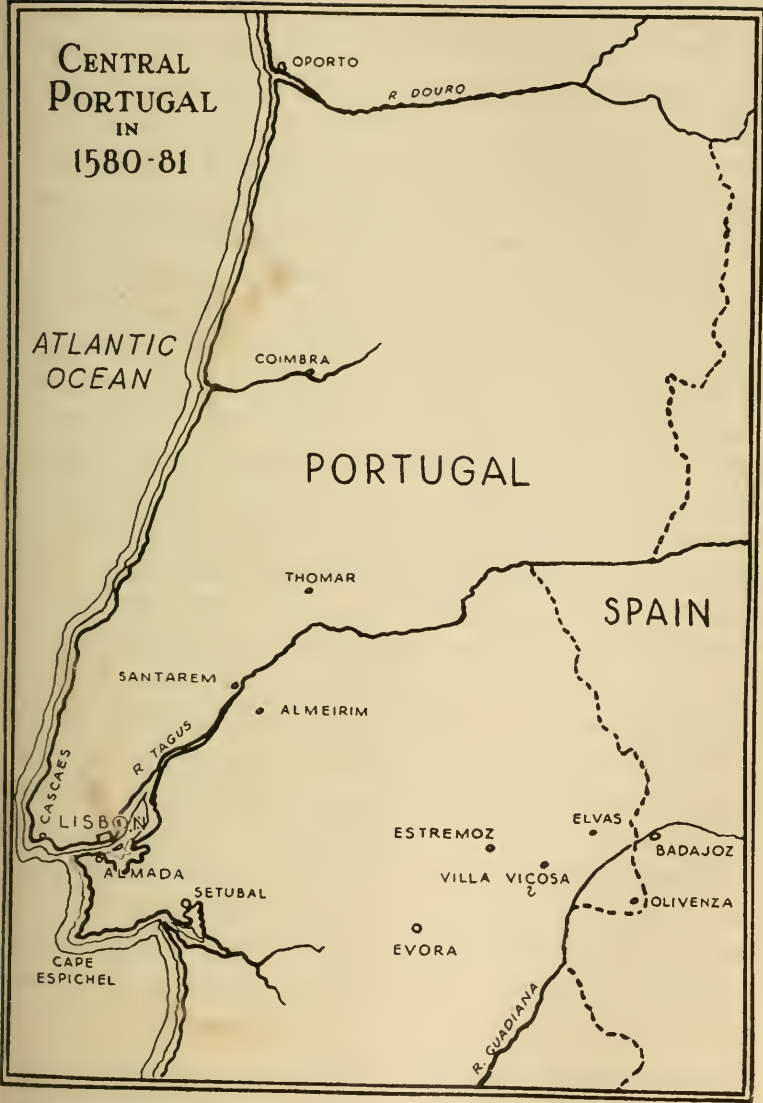 CENTRAL
PORTUGAL
IN
1580-81
OPORTO
R DOURO
ATLANTIC
OCEAN
COIMBRA
PORTUGAL
THOMAR
SPAIN
SANTAREM
ALMEIRIM
R TAGUS
CASCAES
LISBON
ALMADA
ESTREMOZ
ELVAS
BADAJOZ
VILLA VIÇOSA
OLIVENZA
SETUBAL
EVORA
CAPE
ESPICHEL
R. GUADIANA